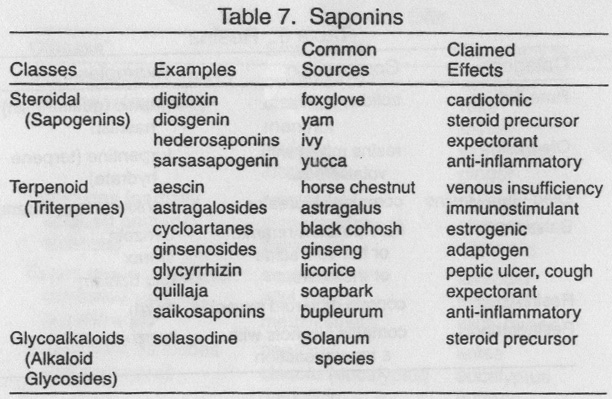 Table 7. Saponins
Classes Examples Common Sources Claimed Effects
Steroidal digitoxin foxglove cardiotonic
(Sapogenins) diosgenin yam steroid precursor
hederosaponins ivy expectorant
sarsasapogenin yucca anti-inflammatory
Terpenoid aescin horse chestnut venous insufficiency
(Triterpenes) astragalosides astragalus immunostimulant
cycloartanes black cohosh estrogenic
ginsenosides ginseng adaptogen
glycyrrhizin licorice peptic ulcer, cough
quillaja soapbark expectorant
saikosaponins bupleurum anti-inflammatory
Glycoalkaloids solasodine Solanum steroid precursor
(Alkaloid species
Glycosides)